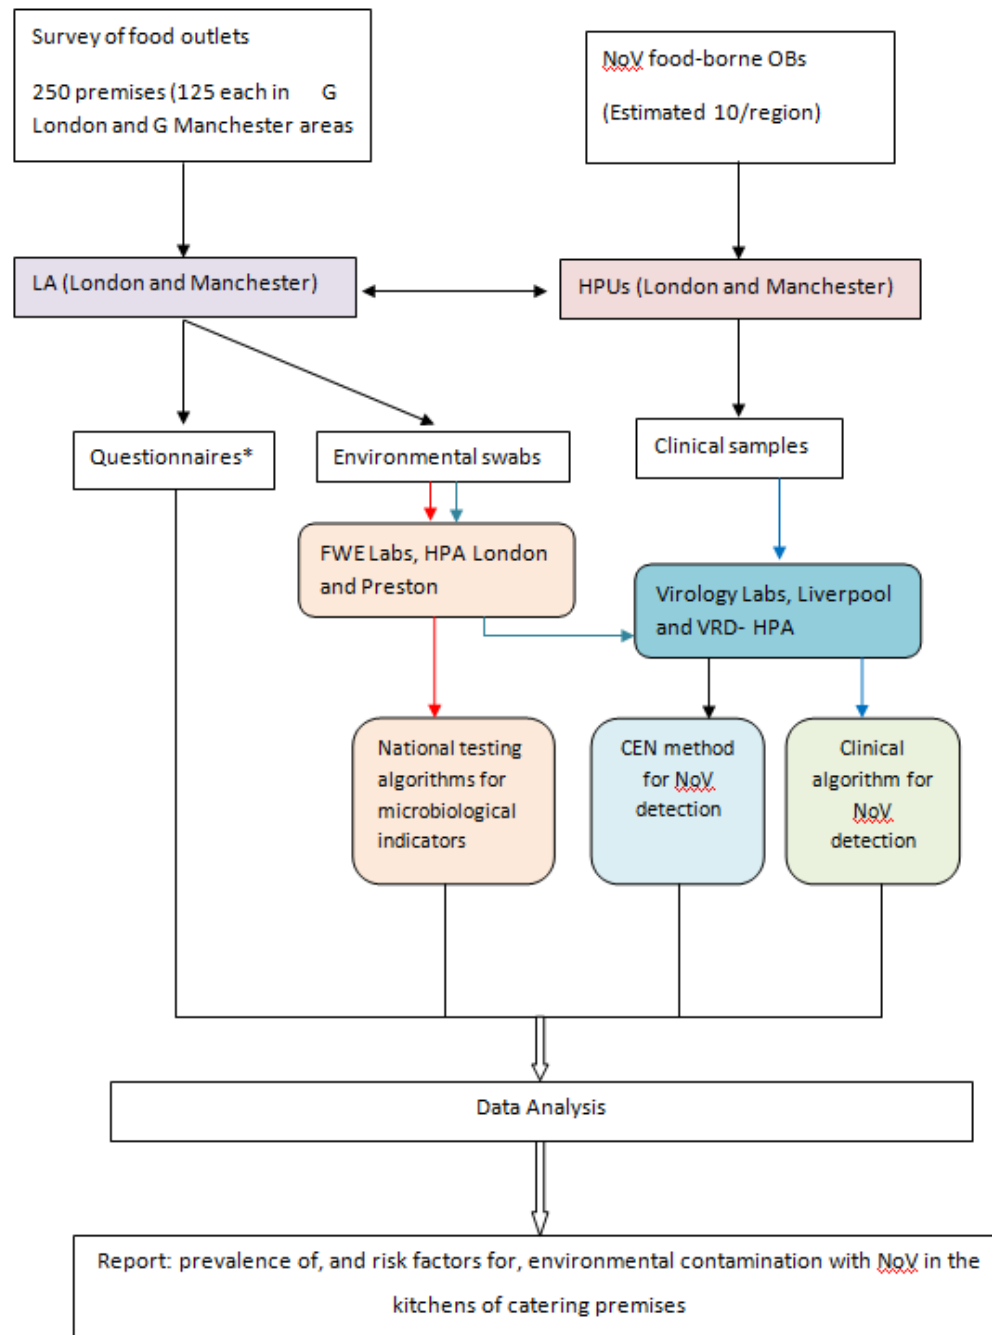 Survey of food outlets
250 premises (125 each in G
London and G Manchester areas
NoV food-borne OBs
(Estimated 10/region)
LA (London and Manchester)
HPUs (London and Manchester)
Questionnaires*
Environmental swabs
Clinical samples
FWE Labs, HPA London
and Preston
Virology Labs, Liverpool
and VRD- HPA
National testing
algorithms for
microbiological
indicators
CEN method
for NoV
detection
Clinical
algorithm for
NoV
detection
Data Analysis
Report: prevalence of, and risk factors for, environmental contamination with NoV in the
kitchens of catering premises